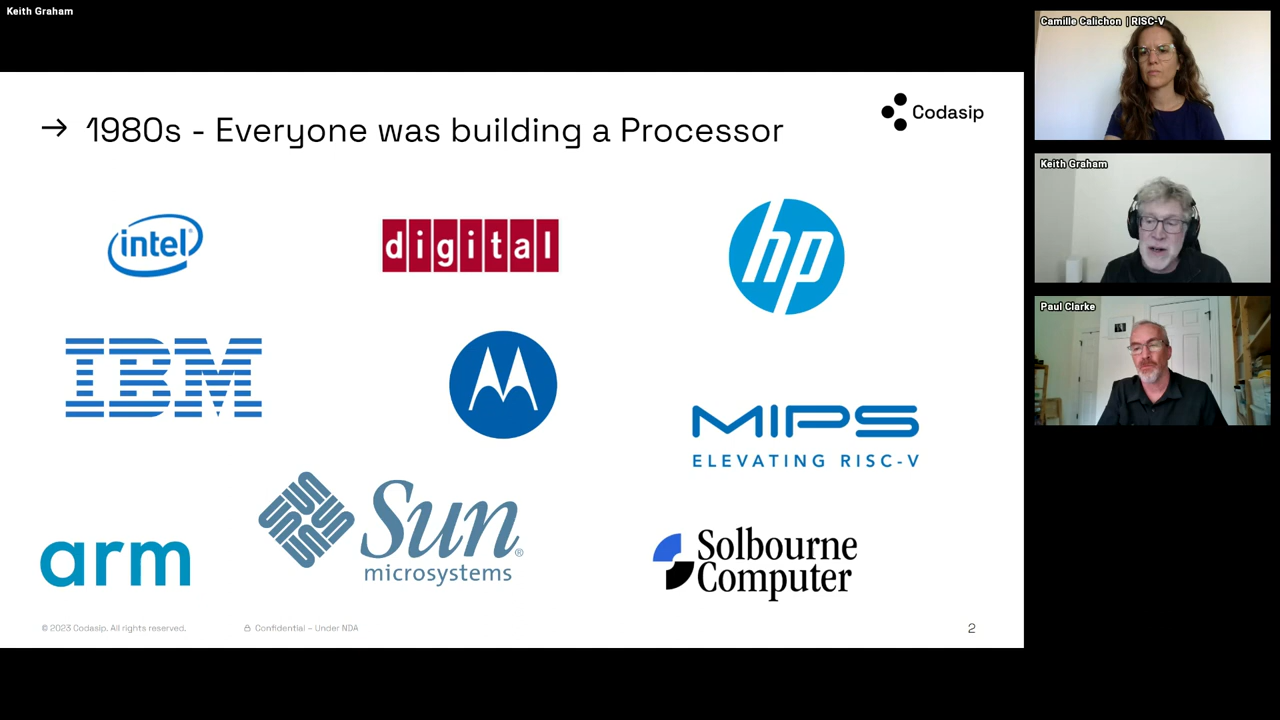 Keith Graham
→ 1980s - Everyone was building a Processor
Codasip
intel®
digital
hp
IBM
MIPS
ELEVATING RISC-V
arm
Sun®
microsystems
Solbourne
Computer
© 2023 Codasip. All rights reserved.
Confidential – Under NDA
2
Camille Calichon | RISC-V
Keith Graham
Paul Clarke